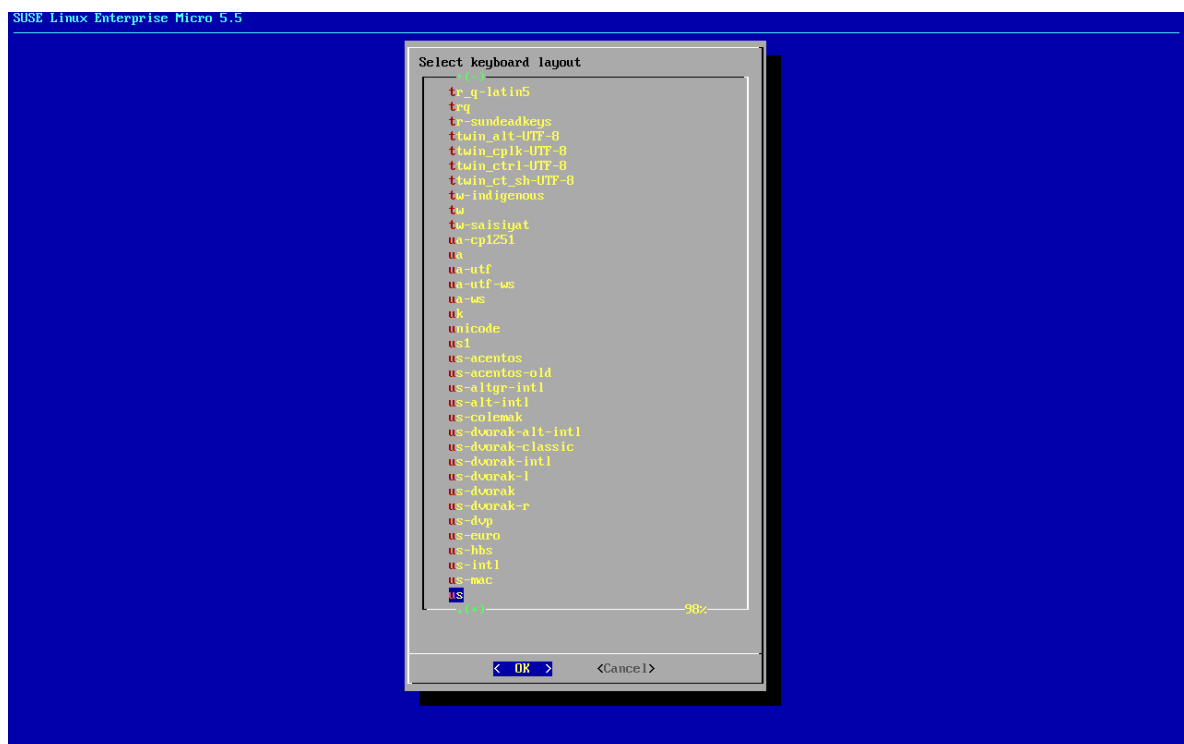 SUSE Linux Enterprise Micro 5.5
Select keyboard layout
^(-)
tr_q-latin5
trq
tr-sundeadkeys
ttwin_alt-UTF-8
ttwin_cplk-UTF-8
ttwin_ctrl-UTF-8
ttwin_ct_sh-UTF-8
tw-indigenous
tw
tw-saisiyat
ua-cp1251
ua
ua-utf
ua-utf-ws
ua-ws
uk
unicode
us1
us-acentos
us-acentos-old
us-altgr-intl
us-alt-intl
us-colemak
us-dvorak-alt-intl
us-dvorak-classic
us-dvorak-intl
us-dvorak-l
us-dvorak
us-dvorak-r
us-dvp
us-euro
us-hbs
us-intl
us-mac
us
(+) 98%
< OK > <Cancel>